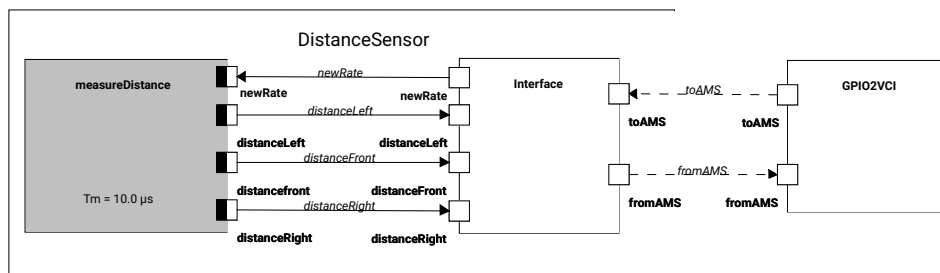 DistanceSensor
measureDistance
newRate
Interface
GPIO2VCI
newRate
newRate
toAMS
distanceLeft
toAMS
toAMS
distanceLeft
distanceLeft
distanceFront
fromAMS
distancefront
distanceFront
Tm = 10.0 µs
distanceRight
fromAMS
fromAMS
distanceRight
distanceRight